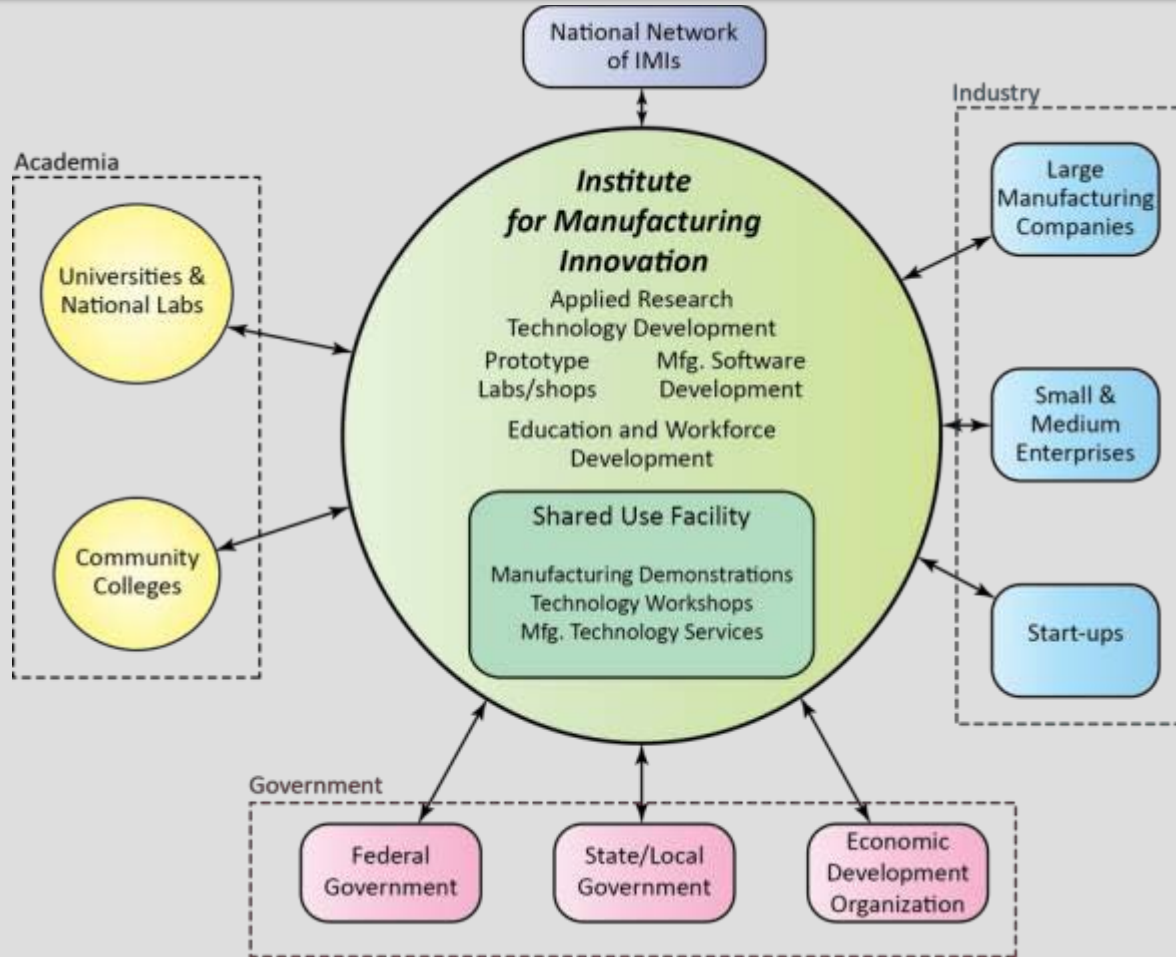 National Network
of IMIs
Industry
Academia
Large
Manufacturing
Companies
Institute
for Manufacturing
Innovation
Universities &
National Labs
Applied Research
Technology Development
Prototype
Labs/shops
Mfg. Software
Development
Small &
Medium
Enterprises
Education and Workforce
Development
Shared Use Facility
Manufacturing Demonstrations
Technology Workshops
Mfg. Technology Services
Community
Colleges
Start-ups
Government
Federal
Government
State/Local
Government
Economic
Development
Organization